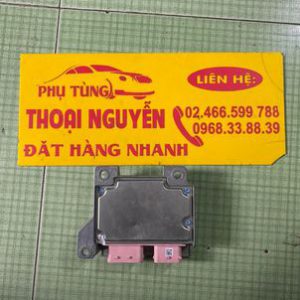 PHỤ TÙNG
LIÊN HỆ:
THOẠI NGUYỄN
02.466.599 788
0968.33.88.39
ĐẶT HÀNG NHANH